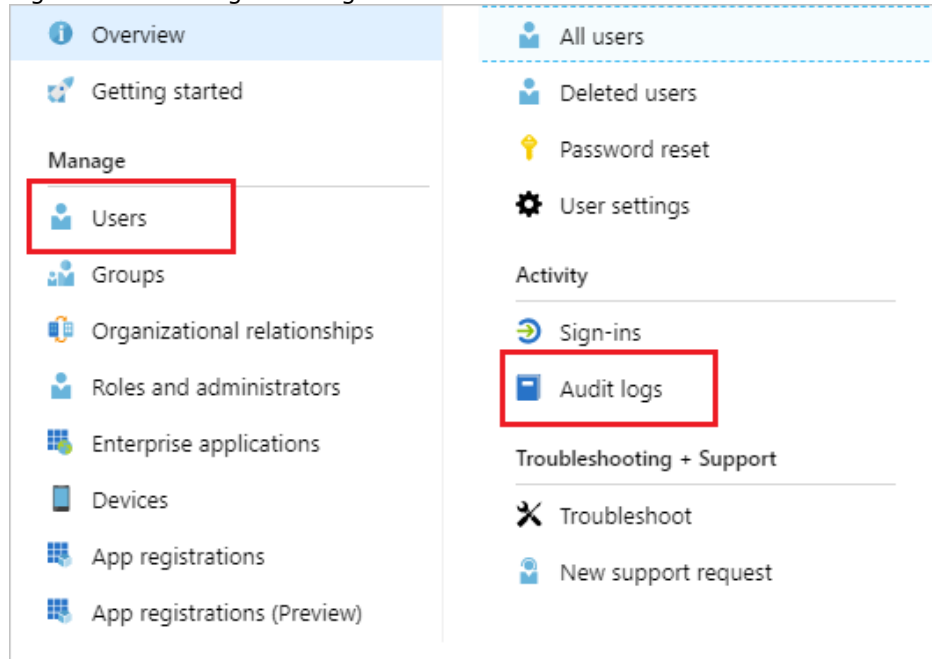 Overview
Getting started
Manage
Users
Groups
Organizational relationships
Roles and administrators
Enterprise applications
Devices
App registrations
App registrations (Preview)
All users
Deleted users
Password reset
User settings
Activity
Sign-ins
Audit logs
Troubleshooting + Support
Troubleshoot
New support request